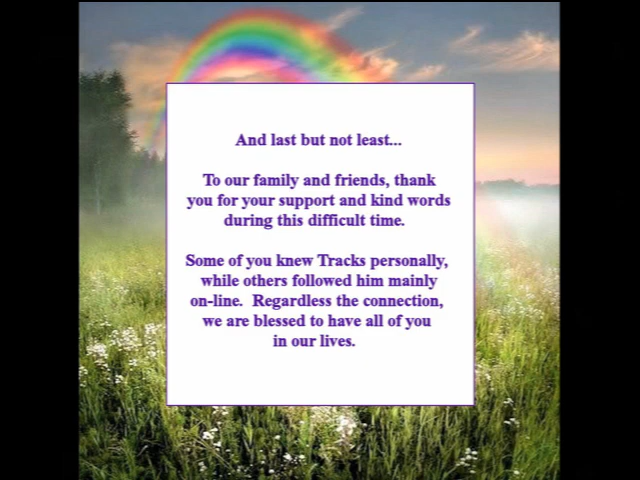 And last but not least...
To our family and friends, thank
you for your support and kind words
during this difficult time.
Some of you knew Tracks personally,
while others followed him mainly
on-line.  Regardless the connection,
we are blessed to have all of you
in our lives.